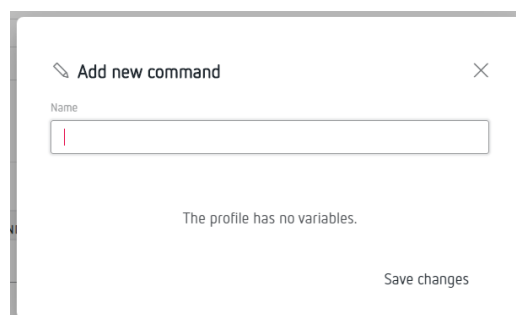 Add new command
Name
The profile has no variables.
Save changes